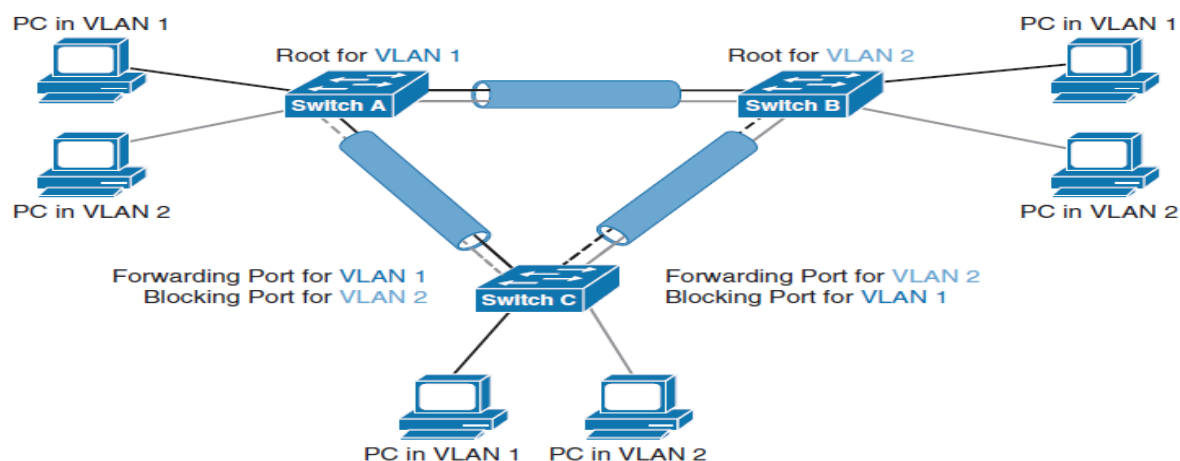 PC in VLAN 1
PC in VLAN 1
Root for VLAN 1
Root for VLAN 2
Switch A
Switch B
PC in VLAN 2
PC in VLAN 2
Forwarding Port for VLAN 1
Blocking Port for VLAN 2
Switch C
Forwarding Port for VLAN 2
Blocking Port for VLAN 1
PC in VLAN 1
PC in VLAN 2